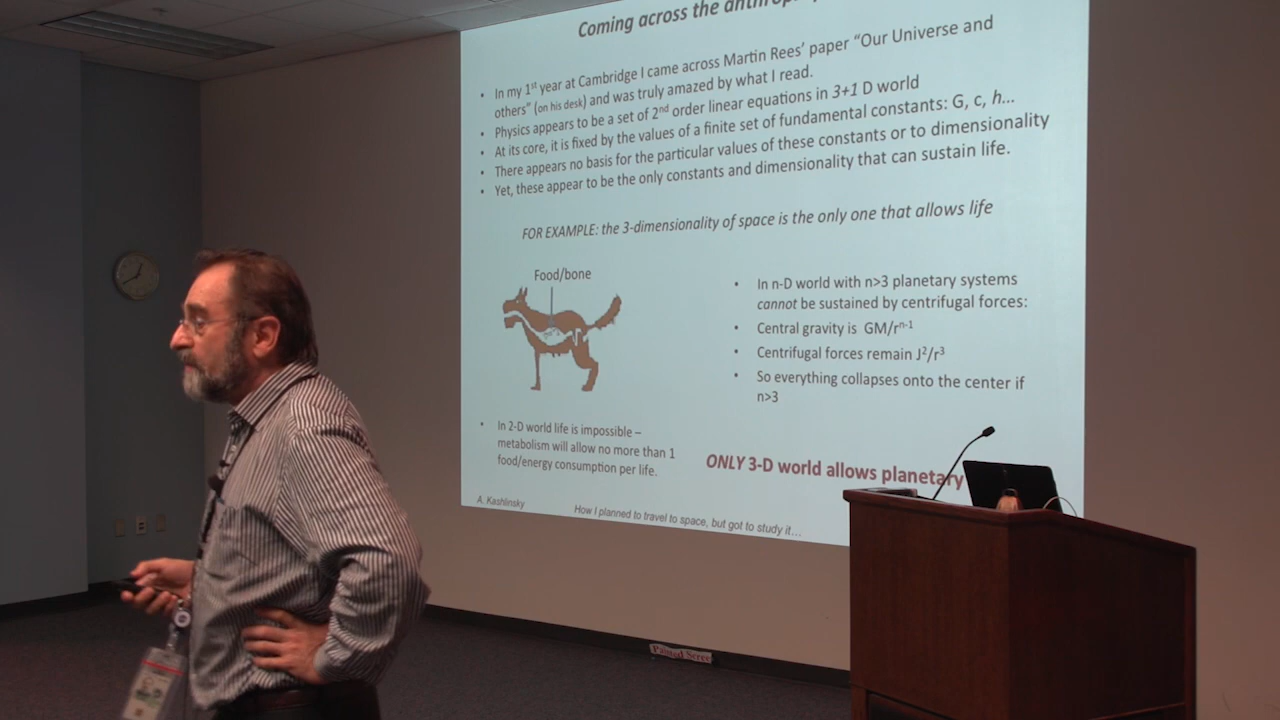 Coming across the
• In my 1st year at Cambridge I came across Martin Rees’ paper “Our Universe and
others” (on his desk) and was truly amazed by what I read.
• Physics appears to be a set of 2nd order linear equations in 3+1 D world
• At its core, it is fixed by the values of a finite set of fundamental constants: G, c, h...
• There appears no basis for the particular values of these constants or to dimensionality
• Yet, these appear to be the only constants and dimensionality that can sustain life.
FOR EXAMPLE: the 3-dimensionality of space is the only one that allows life
Food/bone
• In 2-D world life is impossible –
metabolism will allow no more than 1
food/energy consumption per life.
• In n-D world with n>3 planetary systems
cannot be sustained by centrifugal forces:
• Central gravity is GM/rn-1
• Centrifugal forces remain J2/r3
• So everything collapses onto the center if
n>3
ONLY 3-D world allows planetary
A. Kashlinsky
How I planned to travel to space, but got to study it...
Painted Scree